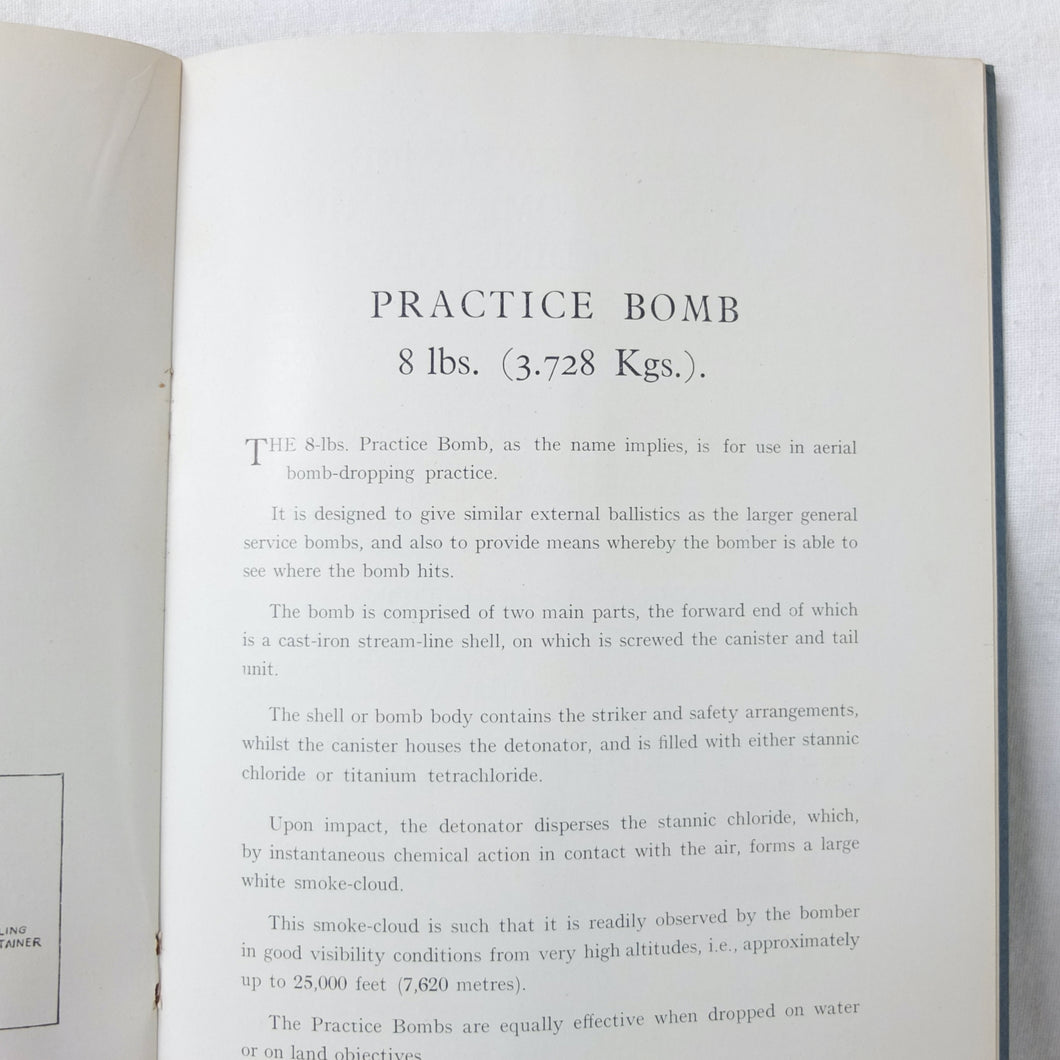 LING
TAINER
PRACTICE BOMB
8 lbs. (3.728 Kgs.).
THE 8-lbs. Practice Bomb, as the name implies, is for use in aerial
bomb-dropping practice.
It is designed to give similar external ballistics as the larger general
service bombs, and also to provide means whereby the bomber is able to
see where the bomb hits.
The bomb is comprised of two main parts, the forward end of which
is a cast-iron stream-line shell, on which is screwed the canister and tail
unit.
The shell or bomb body contains the striker and safety arrangements,
whilst the canister houses the detonator, and is filled with either stannic
chloride or titanium tetrachloride.
Upon impact, the detonator disperses the stannic chloride, which,
by instantaneous chemical action in contact with the air, forms a large
white smoke-cloud.
This smoke-cloud is such that it is readily observed by the bomber
in good visibility conditions from very high altitudes, i.e., approximately
up to 25,000 feet (7,620 metres).
The Practice Bombs are equally effective when dropped on water
or on land objectives